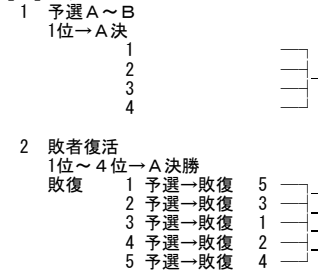 1 予選A～B
1位→A決
1
2
3
4
2 敗者復活
1位～4位→A決勝
敗復 1 予選→敗復 5
2 予選→敗復 3
3 予選→敗復 1
4 予選→敗復 2
5 予選→敗復 4